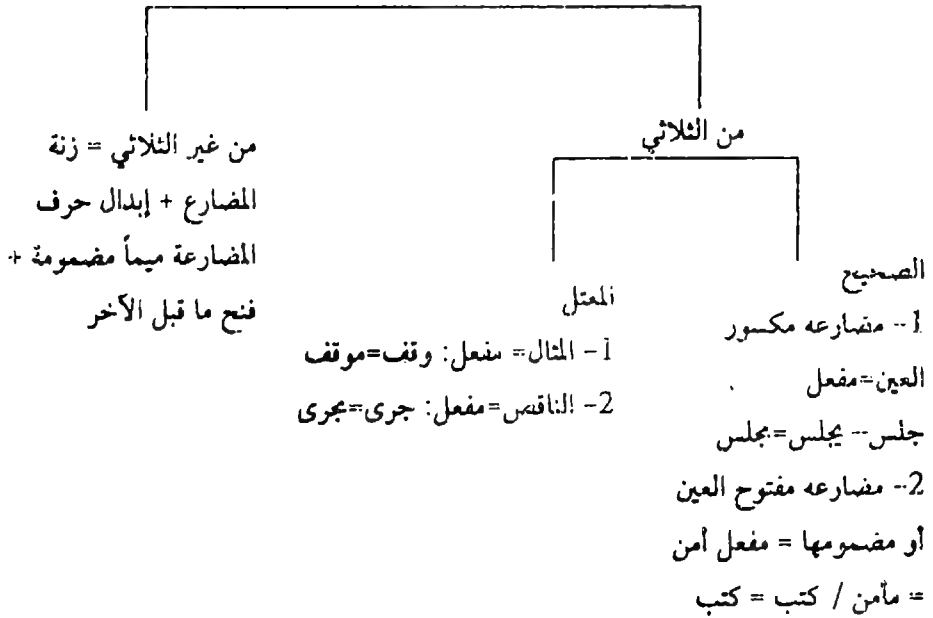 من الثلاثي
الصحيح
1- مضارعه مكسور
العين=مفعل
جلس- يجلس=مجلس
2- مضارعه مفتوح العين
أو مضمومها = مفعل أمن
= مأمن / كتب = كتب
المعتل
1- المثال= مفعل: وقف=موقف
2- الناقص=مفعل: جرى=مجرى
من غير الثلاثي = زنة
المضارع + إبدال حرف
المضارعة ميماً مضمومة +
فتح ما قبل الآخر